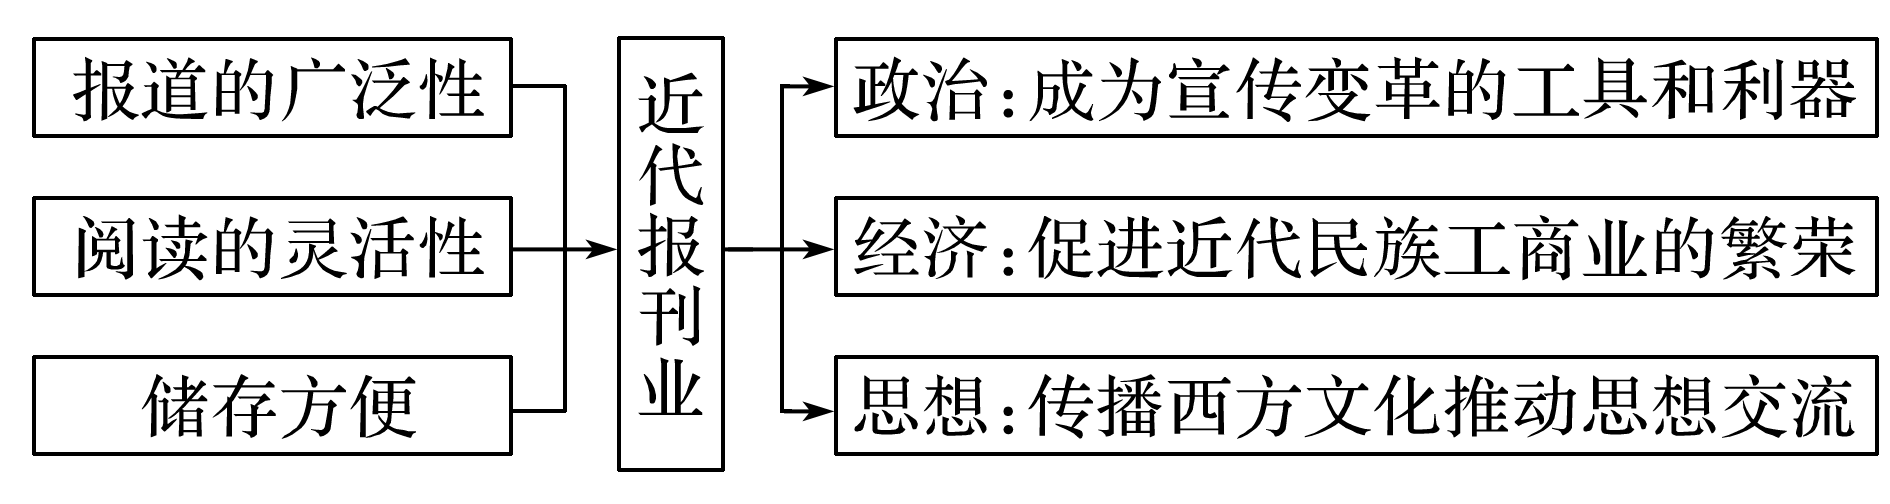 报道的广泛性
阅读的灵活性
储存方便
近代报刊业
政治:成为宣传变革的工具和利器
经济:促进近代民族工商业的繁荣
思想:传播西方文化推动思想交流